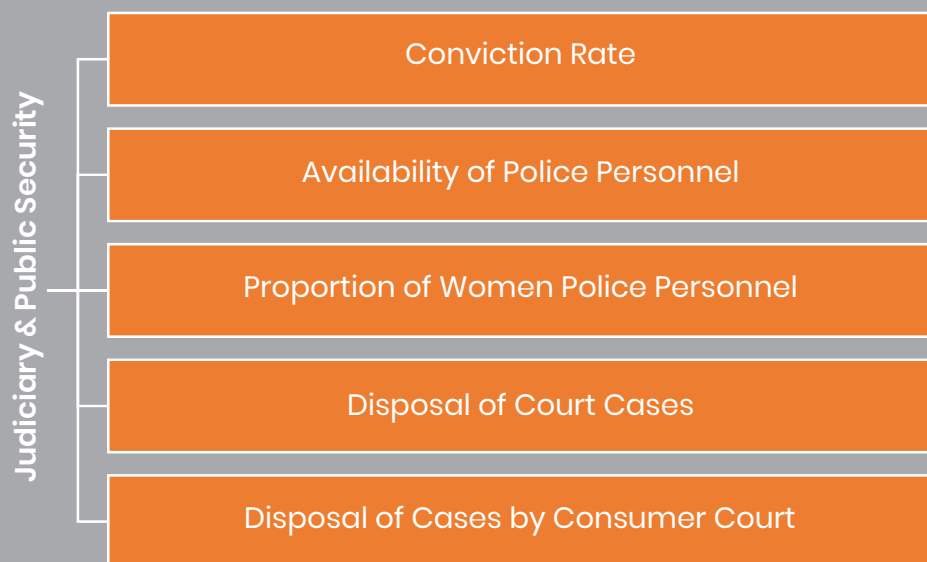 Judiciary & Public Security
Conviction Rate
Availability of Police Personnel
Proportion of Women Police Personnel
Disposal of Court Cases
Disposal of Cases by Consumer Court